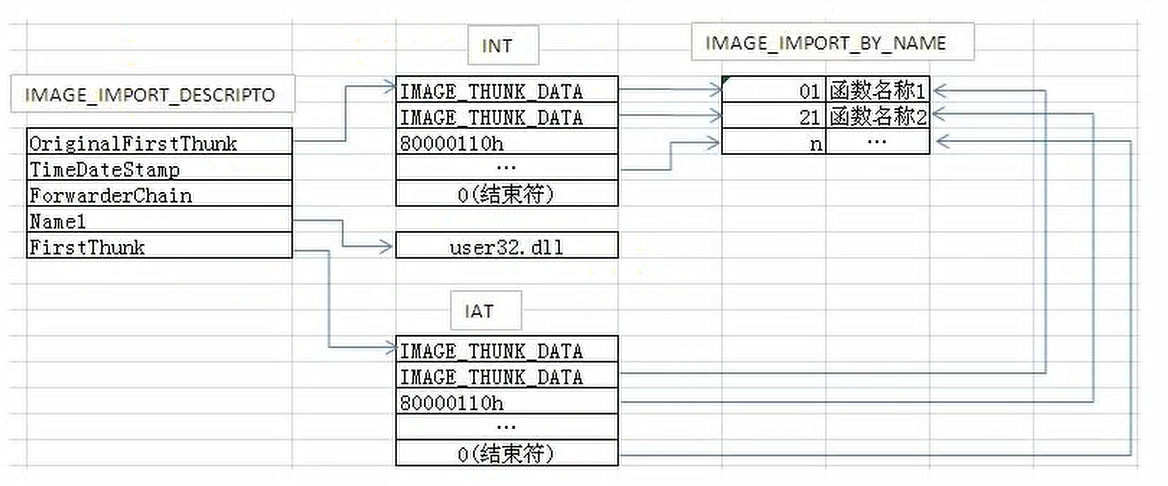 INT
IMAGE_IMPORT_BY_NAME
IMAGE_IMPORT_DESCRIPTO
IMAGE_THUNK_DATA
01 函数名称1
IMAGE_THUNK_DATA
21 函数名称2
OriginalFirstThunk
80000110h
n ...
TimeDateStamp
...
ForworderChain
0(结束符)
Name1
FirstThunk
user32.dll
IAT
IMAGE_THUNK_DATA
IMAGE_THUNK_DATA
80000110h
...
0(结束符)